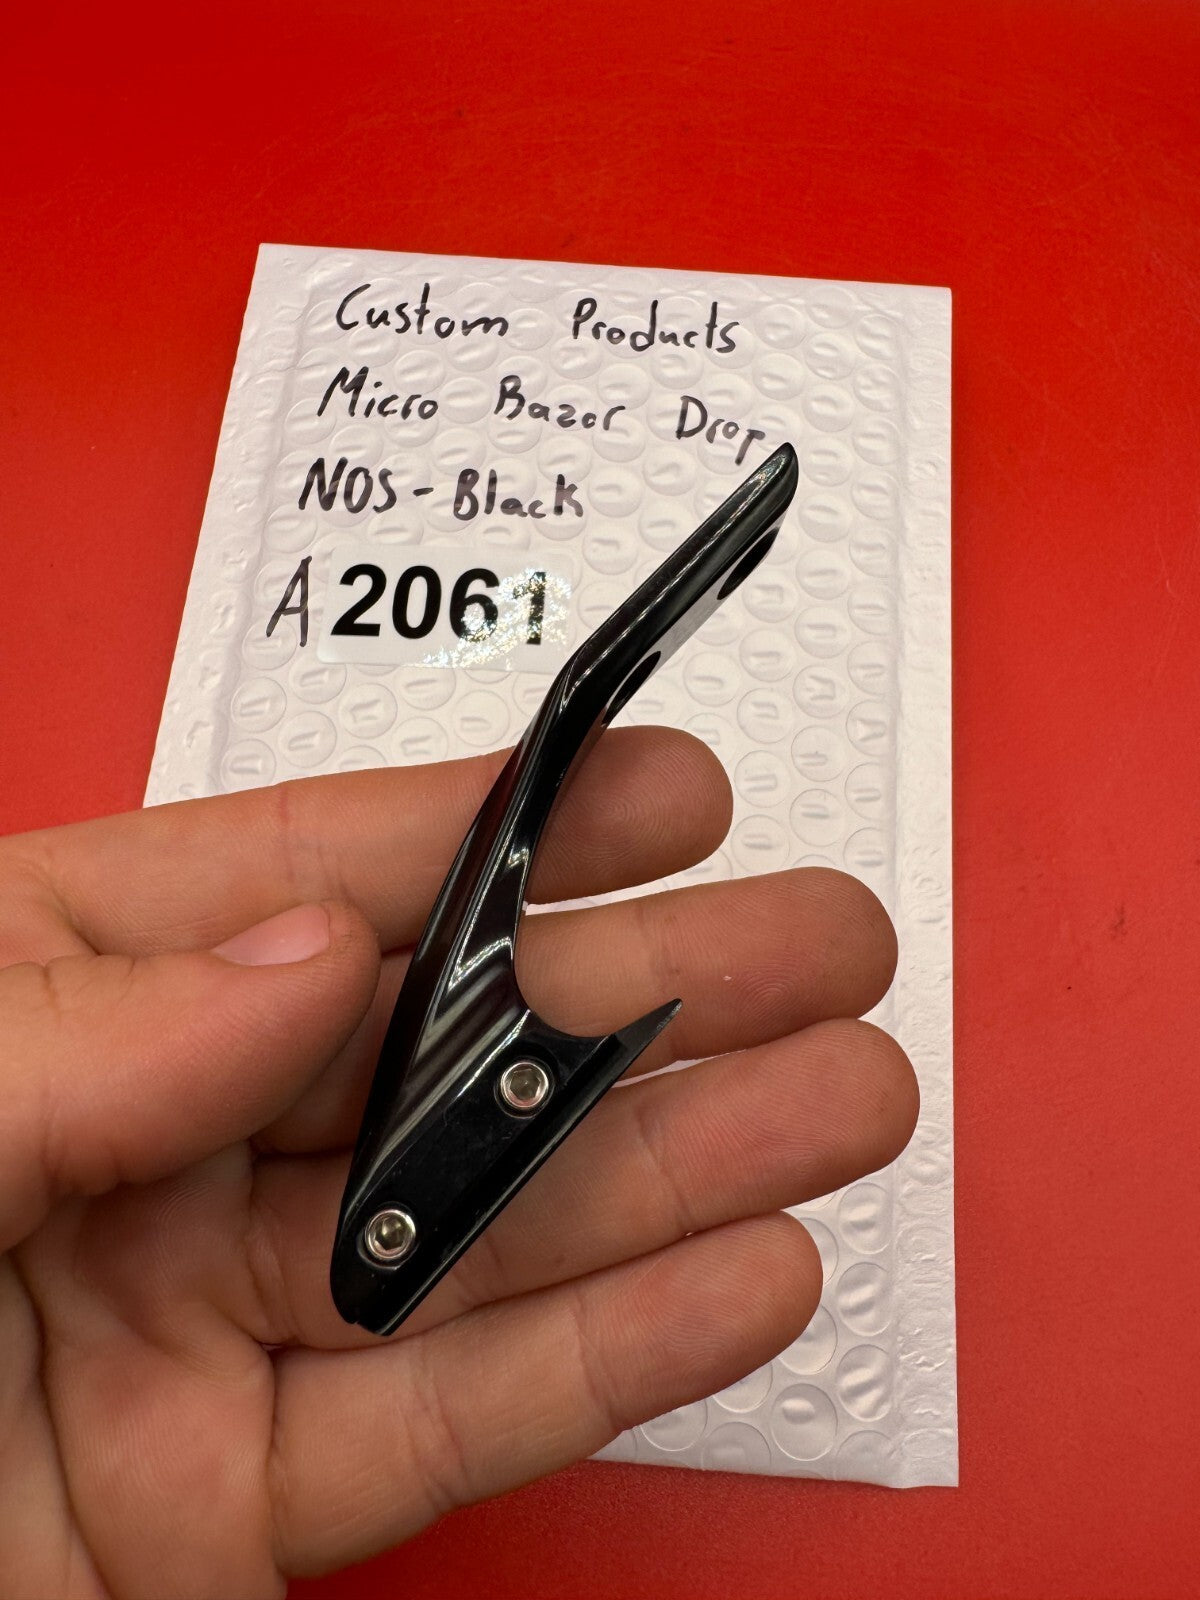 Custom Products
Micro Bazor Drop
NOS - Black
A 2061